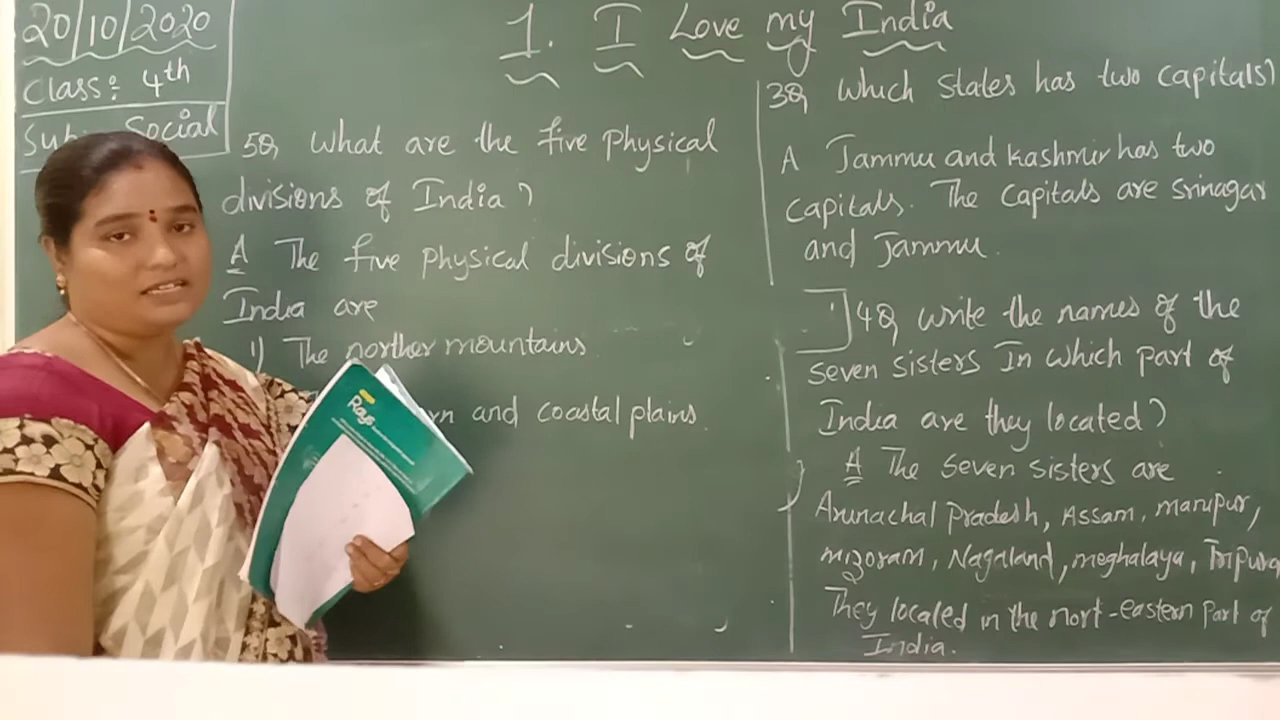 20/10/2020
Class: 4th
Sub: Social
1. I Love my India
5Q, What are the five Physical
divisions of India?
A The five physical divisions of
India are
1) The norther mountains
and coastal plains.
3Q, Which states has two capitals?
A Jammu and Kashmir has two
capitals. The capitals are Srinagar
and Jammu.
4Q, Write the names of the
seven sisters In which part of
India are they located?
A The seven sisters are
Arunachal Pradesh, Assam, manipur,
mizoram, Nagaland, meghalaya, Tripura
They located in the nort-eastern part of
India.
Rays